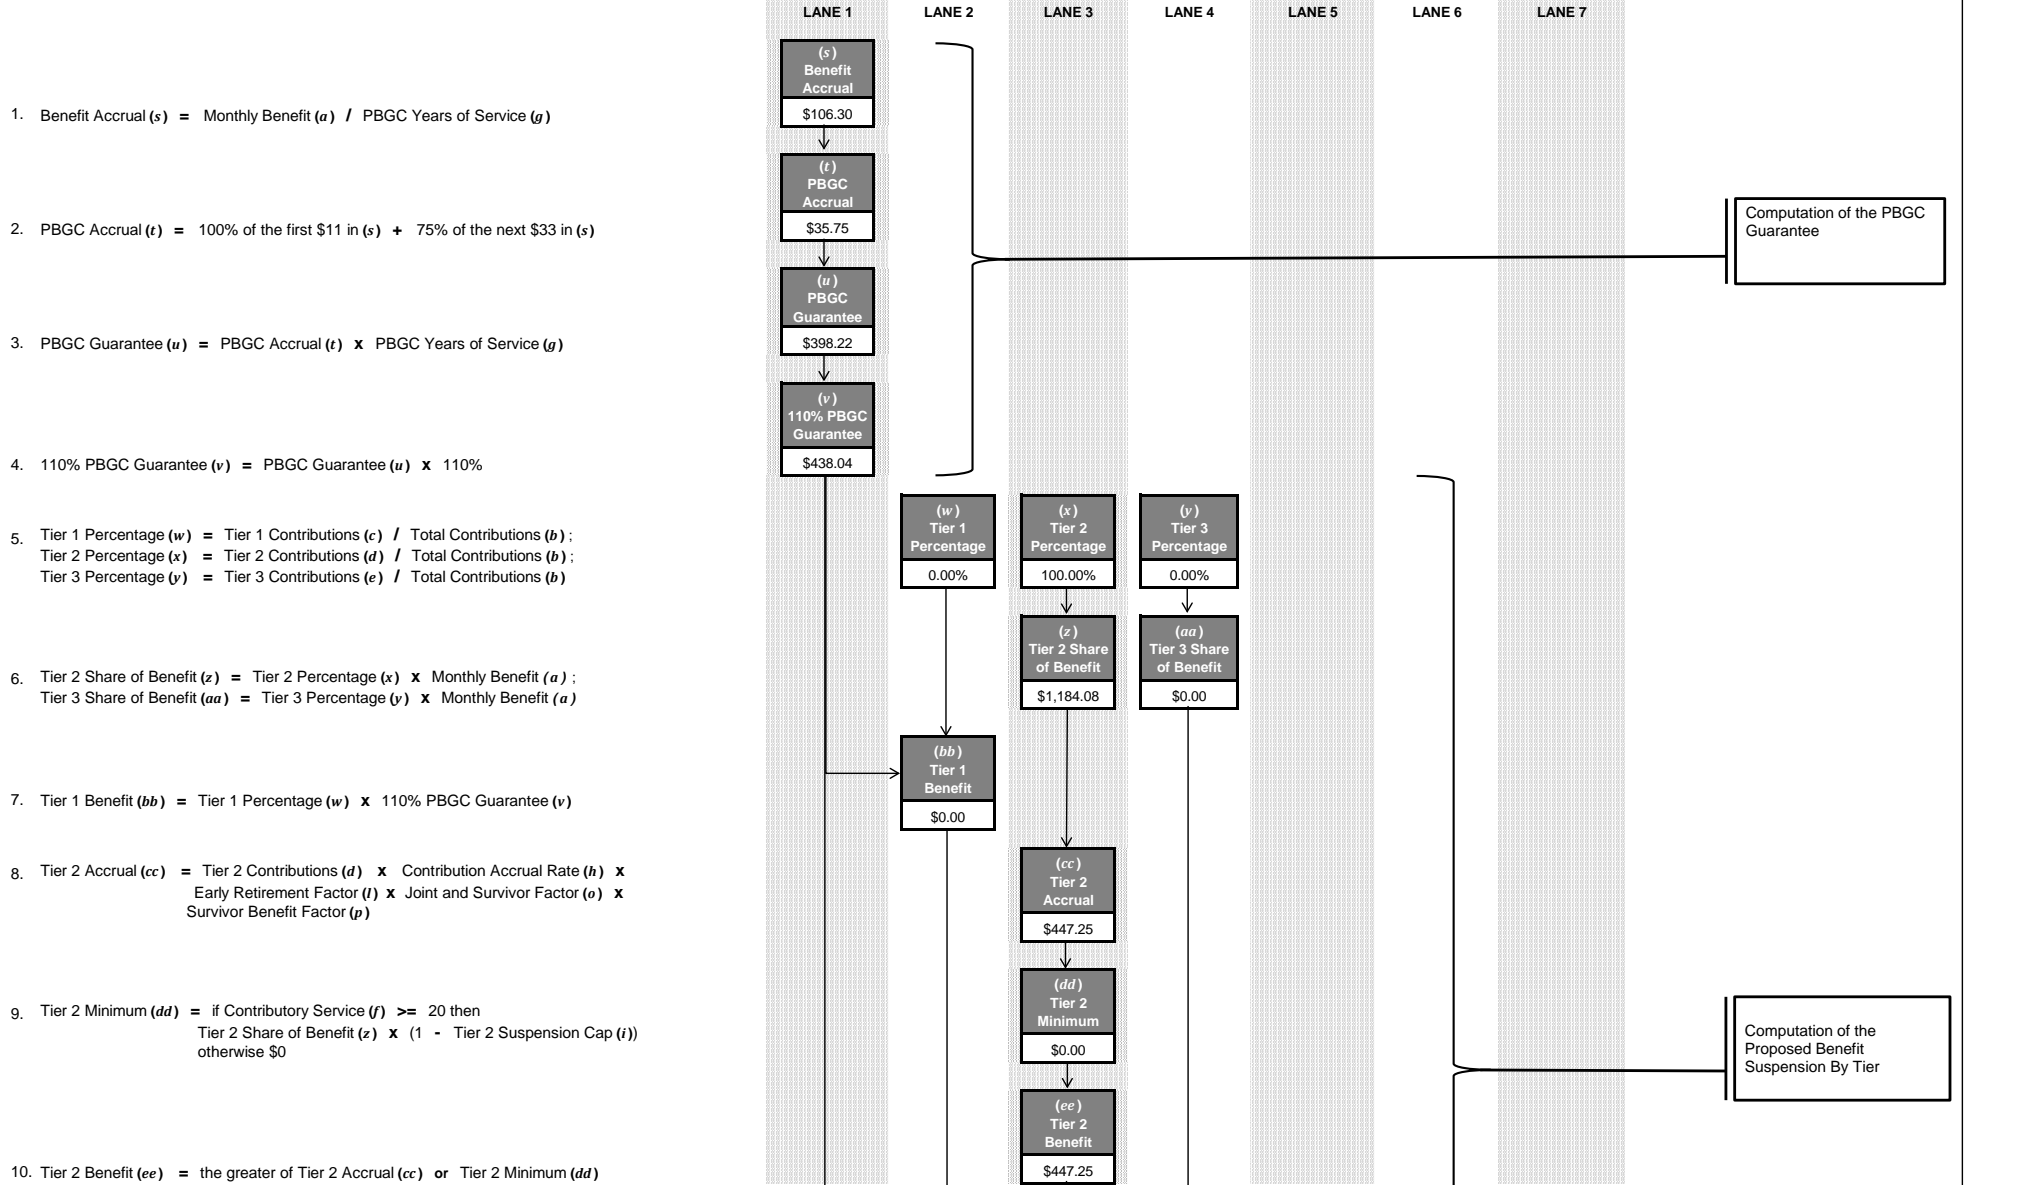 LANE 1 LANE 2 LANE 3 LANE 4 LANE 5 LANE 6 LANE 7
(s)
Benefit
Accrual
$106.30
1. Benefit Accrual (s) = Monthly Benefit (a) / PBGC Years of Service (g)
(t)
PBGC
Accrual
$35.75
2. PBGC Accrual (t) = 100% of the first $11 in (s) + 75% of the next $33 in (s)
Computation of the PBGC
Guarantee
(u)
PBGC
Guarantee
$398.22
3. PBGC Guarantee (u) = PBGC Accrual (t) x PBGC Years of Service (g)
(v)
110% PBGC
Guarantee
$438.04
4. 110% PBGC Guarantee (v) = PBGC Guarantee (u) x 110%
(w)
Tier 1
Percentage
0.00%
(x)
Tier 2
Percentage
100.00%
(y)
Tier 3
Percentage
0.00%
5. Tier 1 Percentage (w) = Tier 1 Contributions (c) / Total Contributions (b) ;
Tier 2 Percentage (x) = Tier 2 Contributions (d) / Total Contributions (b) ;
Tier 3 Percentage (y) = Tier 3 Contributions (e) / Total Contributions (b)
(z)
Tier 2 Share
of Benefit
$1,184.08
(aa)
Tier 3 Share
of Benefit
$0.00
6. Tier 2 Share of Benefit (z) = Tier 2 Percentage (x) x Monthly Benefit (a) ;
Tier 3 Share of Benefit (aa) = Tier 3 Percentage (y) x Monthly Benefit (a)
(bb)
Tier 1
Benefit
$0.00
7. Tier 1 Benefit (bb) = Tier 1 Percentage (w) x 110% PBGC Guarantee (v)
(cc)
Tier 2
Accrual
$447.25
8. Tier 2 Accrual (cc) = Tier 2 Contributions (d) x Contribution Accrual Rate (h) x
Early Retirement Factor (l) x Joint and Survivor Factor (o) x
Survivor Benefit Factor (p)
(dd)
Tier 2
Minimum
$0.00
9. Tier 2 Minimum (dd) = if Contributory Service (f) >= 20 then
Tier 2 Share of Benefit (z) x (1 - Tier 2 Suspension Cap (i))
otherwise $0
Computation of the
Proposed Benefit
Suspension By Tier
(ee)
Tier 2
Benefit
$447.25
10. Tier 2 Benefit (ee) = the greater of Tier 2 Accrual (cc) or Tier 2 Minimum (dd)